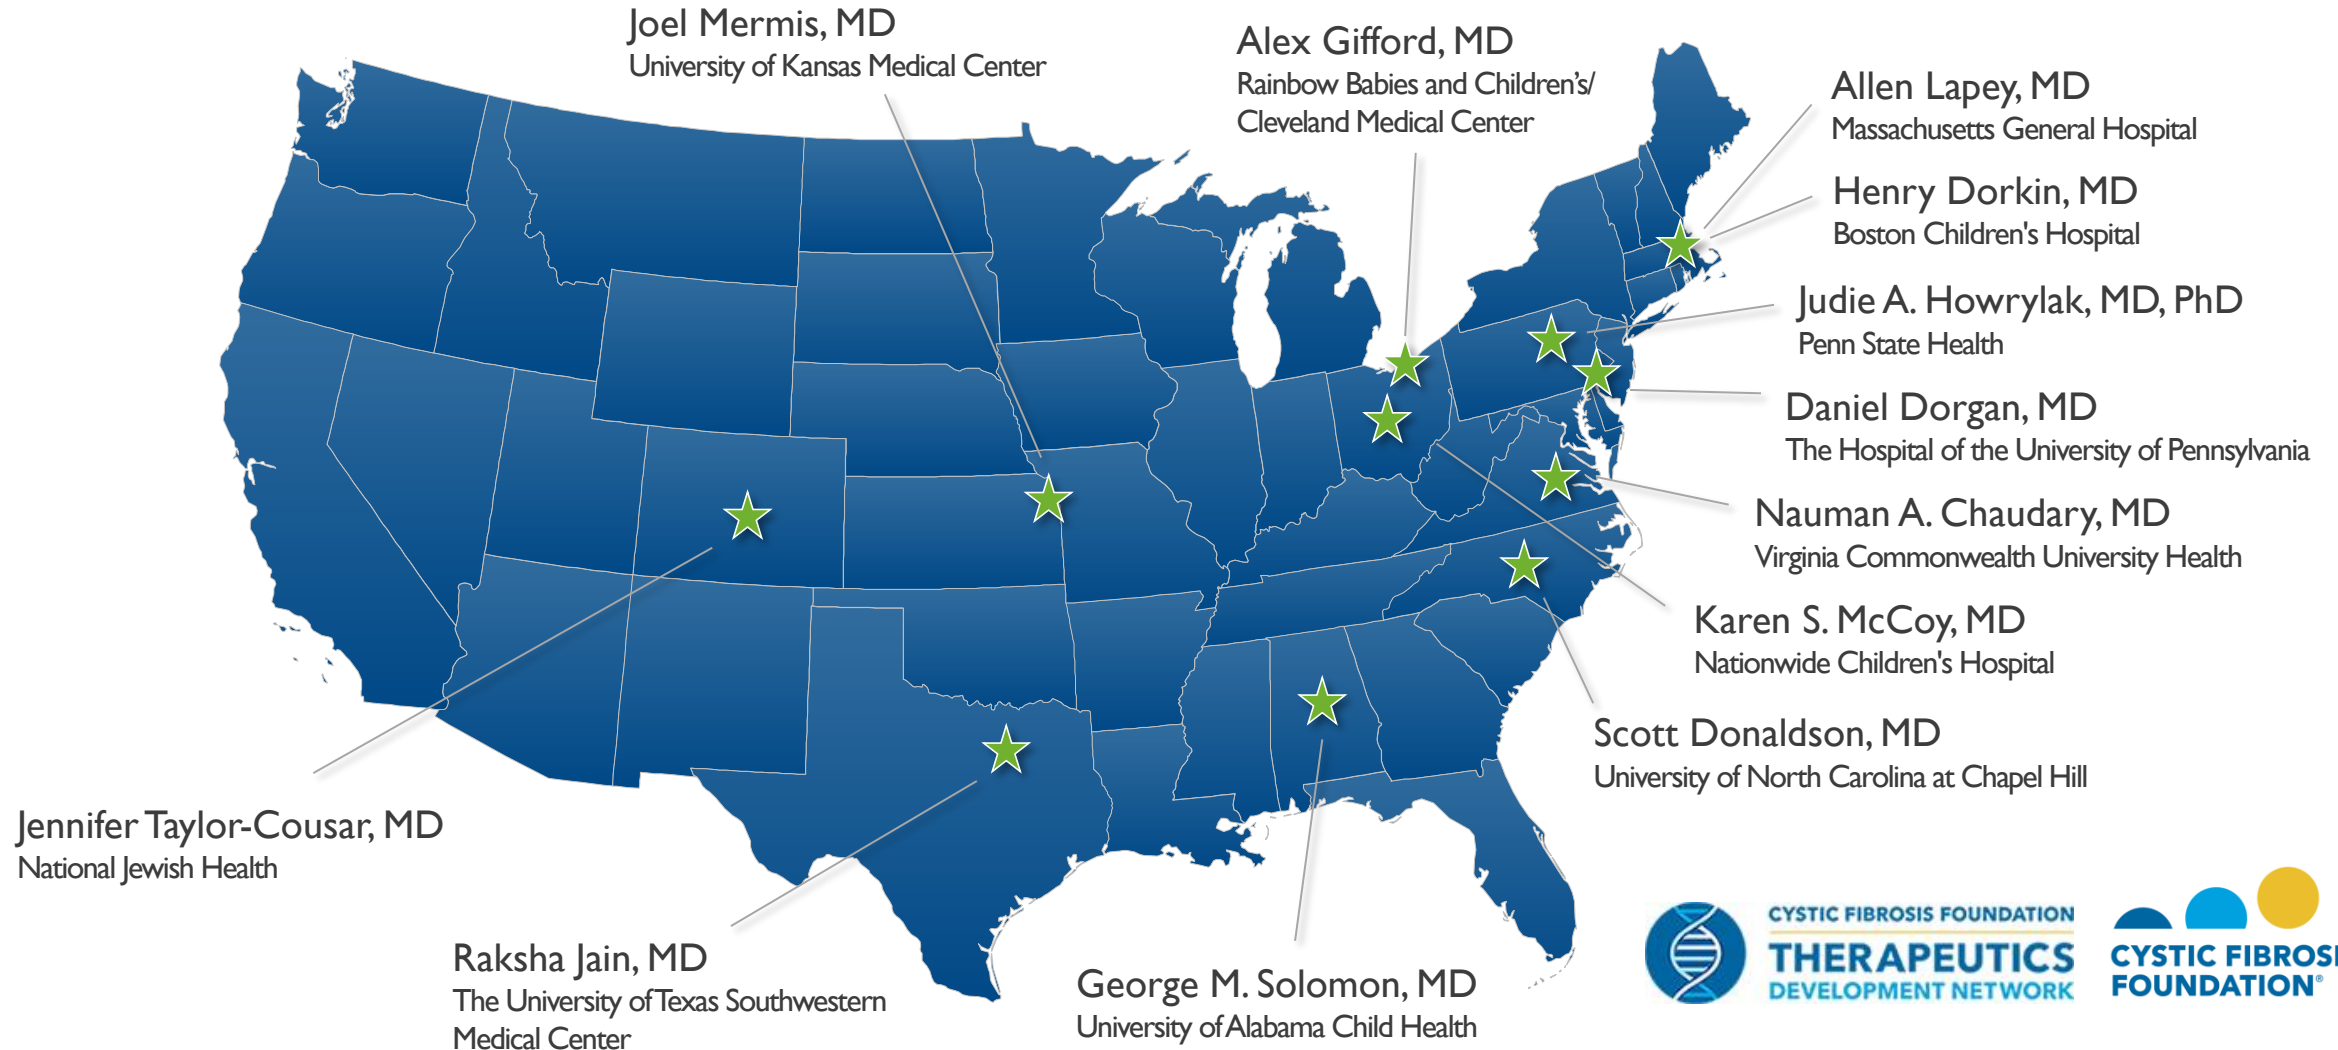 Joel Mermis, MD
University of Kansas Medical Center
Alex Gifford, MD
Rainbow Babies and Children's/
Cleveland Medical Center
Allen Lapey, MD
Massachusetts General Hospital
Henry Dorkin, MD
Boston Children's Hospital
Judie A. Howrylak, MD, PhD
Penn State Health
Daniel Dorgan, MD
The Hospital of the University of Pennsylvania
Nauman A. Chaudary, MD
Virginia Commonwealth University Health
Karen S. McCoy, MD
Nationwide Children's Hospital
Scott Donaldson, MD
University of North Carolina at Chapel Hill
Jennifer Taylor-Cousar, MD
National Jewish Health
Raksha Jain, MD
The University of Texas Southwestern
Medical Center
George M. Solomon, MD
University of Alabama Child Health
CYSTIC FIBROSIS FOUNDATION
THERAPEUTICS
DEVELOPMENT NETWORK
CYSTIC FIBROSI
FOUNDATION®